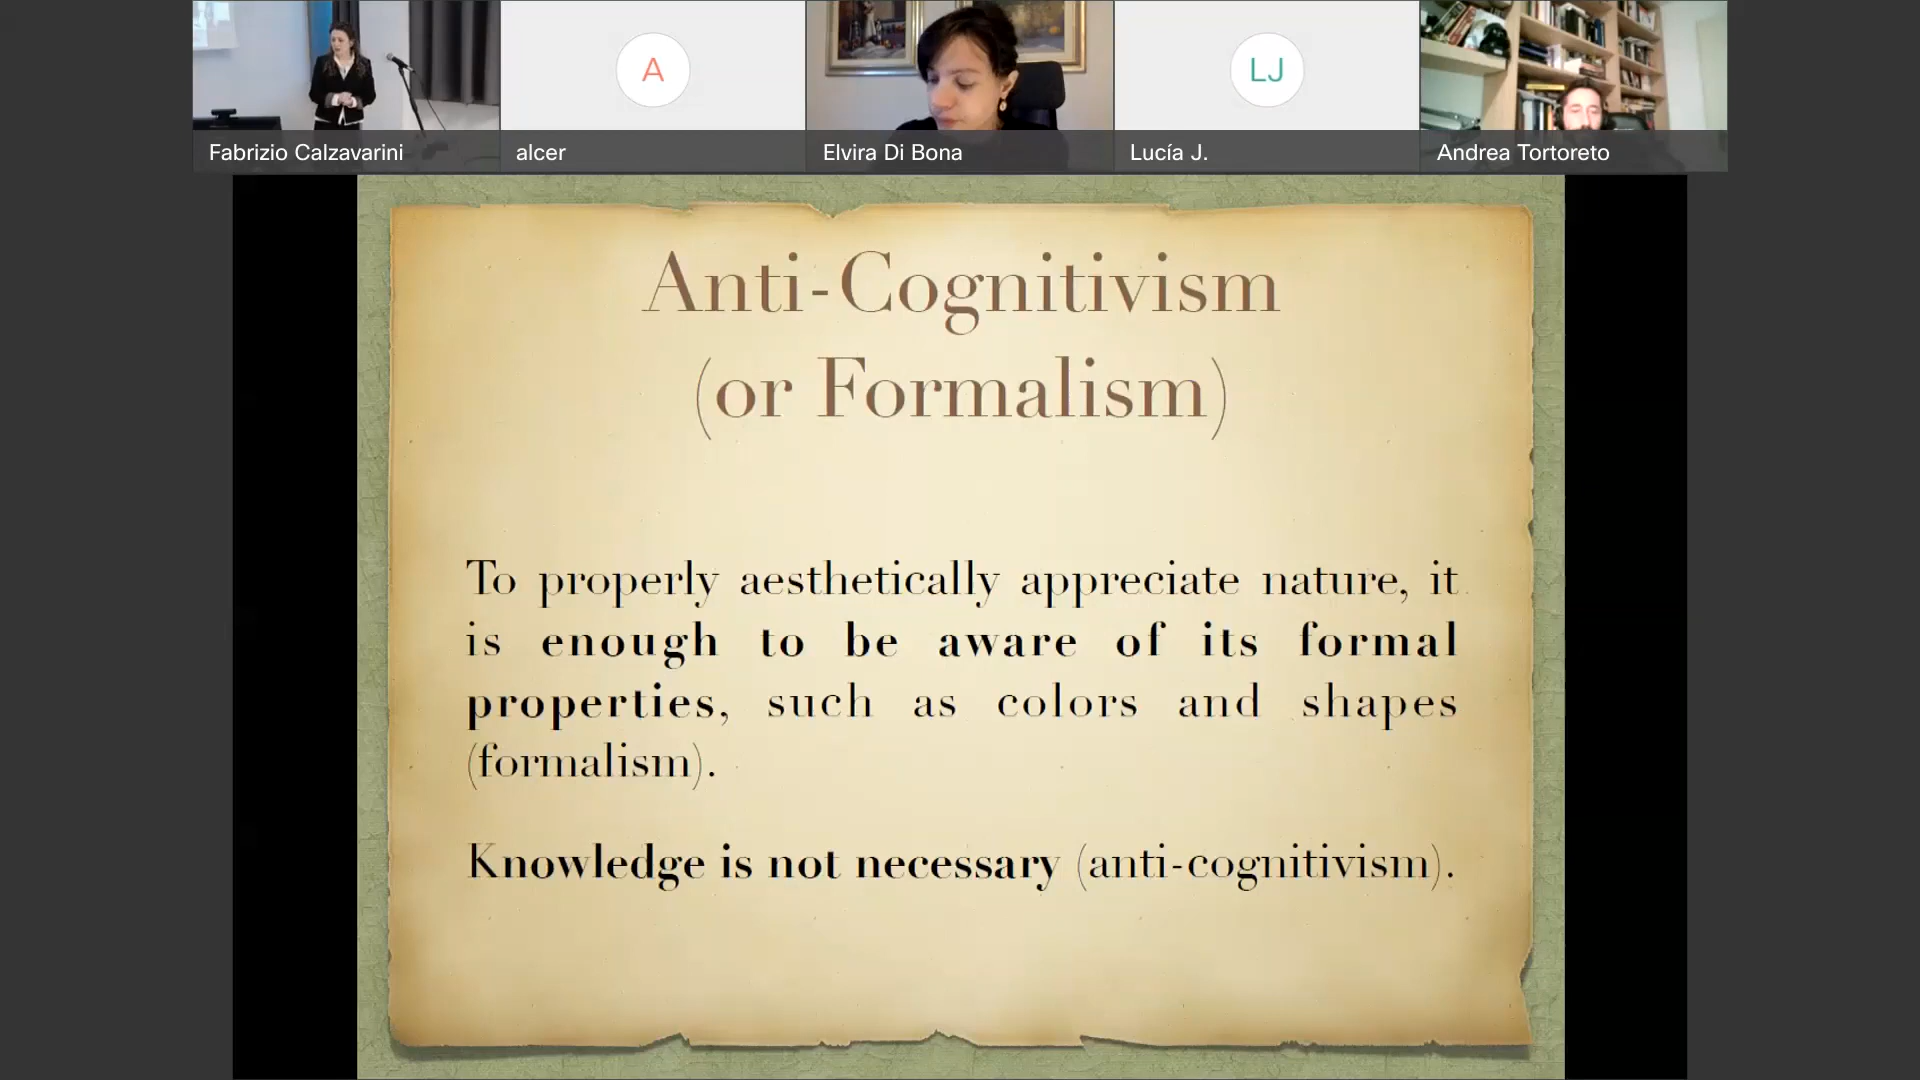 A
LJ
Fabrizio Calzavarini
alcer
Elvira Di Bona
Lucía J.
Andrea Tortoreto
Anti-Cognitivism
(or Formalism)
To properly aesthetically appreciate nature, it
is enough to be aware of its formal
properties, such as colors and shapes
(formalism).
Knowledge is not necessary (anti-cognitivism).